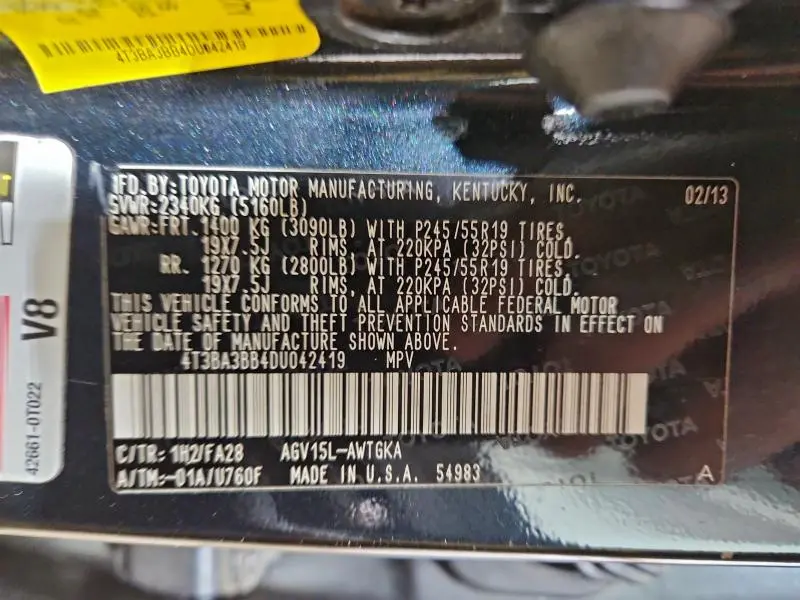 4T3BA3BB4DU042419
MFD.BY:TOYOTA MOTOR MANUFACTURING, KENTUCKY, INC. 02/13
GVWR:2340KG (5160LB)
GAWR:FRT.1400 KG (3090LB) WITH P245/55R19 TIRES,
19X7.5J RIMS, AT 220KPA (32PSI) COLD.
RR. 1270 KG (2800LB) WITH P245/55R19 TIRES,
19X7.5J RIMS, AT 220KPA (32PSI) COLD.
THIS VEHICLE CONFORMS TO ALL APPLICABLE FEDERAL MOTOR
VEHICLE SAFETY AND THEFT PREVENTION STANDARDS IN EFFECT ON
THE DATE OF MANUFACTURE SHOWN ABOVE.
4T3BA3BB4DU042419 MPV
C/TR: 1H2/FA28 AGV15L-AWTGKA
A/TM:-01A/U760F MADE IN U.S.A. 54983 A
V8
42661-0T022
TOYOTA
TOYOTA